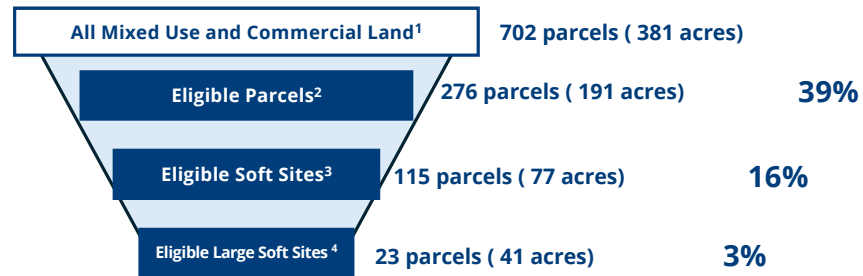 All Mixed Use and Commercial Land¹ 702 parcels ( 381 acres)
Eligible Parcels² 276 parcels ( 191 acres) 39%
Eligible Soft Sites³ 115 parcels ( 77 acres) 16%
Eligible Large Soft Sites ⁴ 23 parcels ( 41 acres) 3%